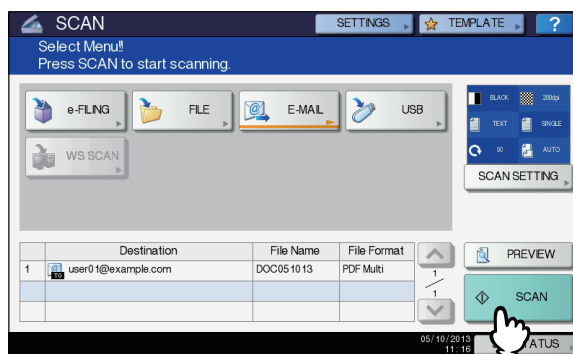 SCAN SETTINGS TEMPLATE ?
Select Menu!!
Press SCAN to start scanning.
e-FILING FILE E-MAIL USB
WS SCAN
BLACK 200dpi
TEXT SINGLE
90 AUTO
SCAN SETTING
Destination File Name File Format
1 TO user01@example.com DOC051013 PDF Multi
1
1
PREVIEW
SCAN
05/10/2013
11:16